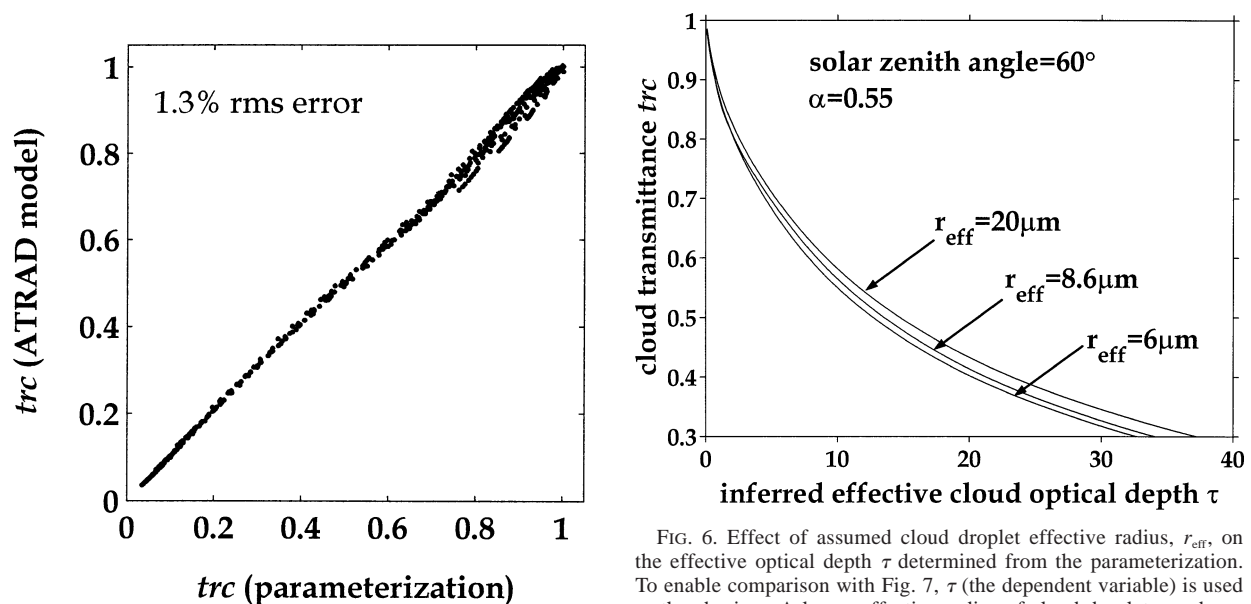 1.3% rms error
trc (ATRAD model)
1
0.8
0.6
0.4
0.2
0
0 0.2 0.4 0.6 0.8 1
trc (parameterization)
solar zenith angle=60°
α=0.55
cloud transmittance trc
1
0.9
0.8
0.7
0.6
0.5
0.4
0.3
r_eff=20μm
r_eff=8.6μm
r_eff=6μm
0 10 20 30 40
inferred effective cloud optical depth τ
FIG. 6. Effect of assumed cloud droplet effective radius, r_eff, on
the effective optical depth τ determined from the parameterization.
To enable comparison with Fig. 7, τ (the dependent variable) is used